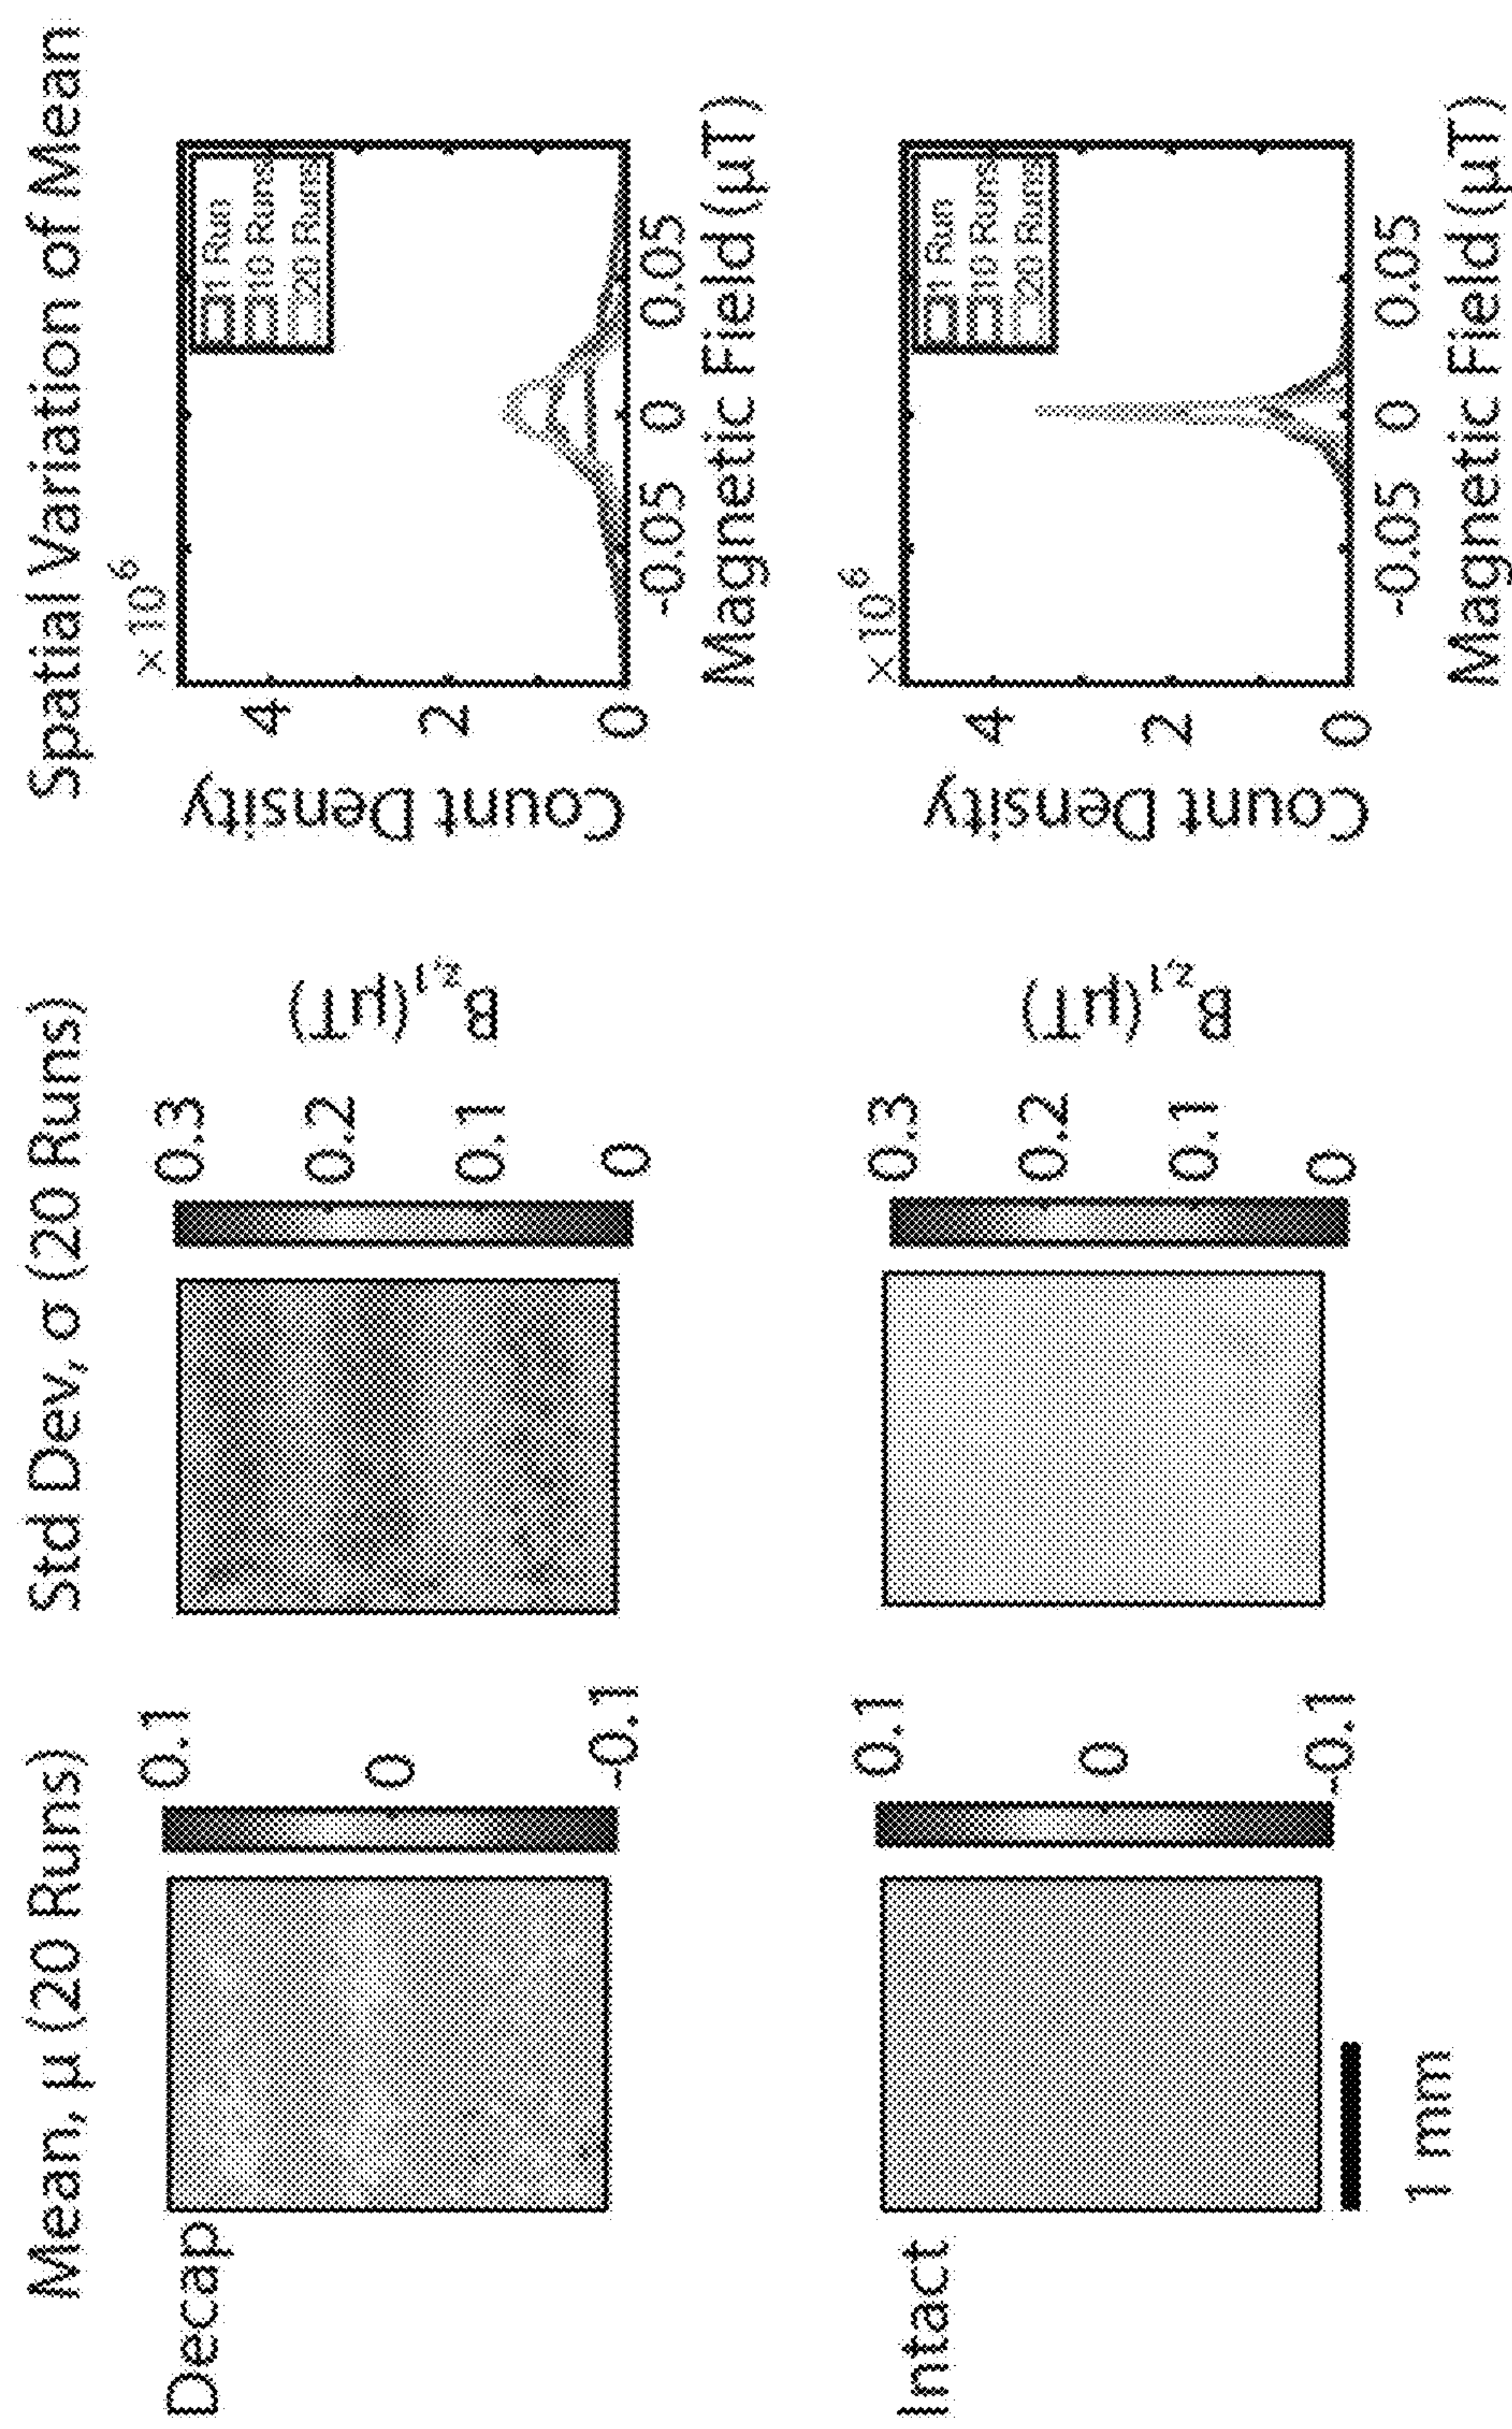 Mean, μ (20 Runs)
Std Dev, σ (20 Runs)
Spatial Variation of Mean
Decap
0.1
0
-0.1
0.3
0.2
0.1
0
B z,1 (μT)
Count Density
× 10 6
4
2
0
1 Run
10 Runs
20 Runs
-0.05 0 0.05
Magnetic Field (μT)
Intact
0.1
0
-0.1
1 mm
0.3
0.2
0.1
0
B z,1 (μT)
Count Density
× 10 6
4
2
0
1 Run
10 Runs
20 Runs
-0.05 0 0.05
Magnetic Field (μT)